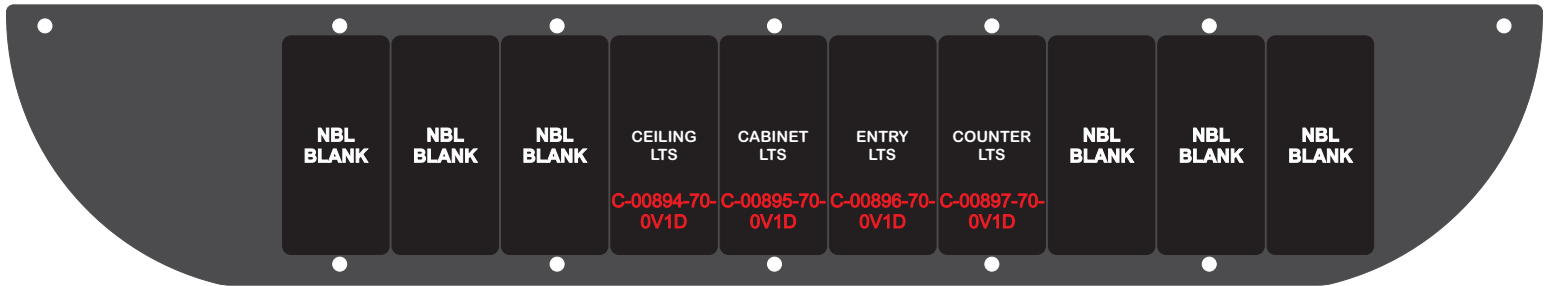 NBL
BLANK
NBL
BLANK
NBL
BLANK
CEILING
LTS
C-00894-70-
0V1D
CABINET
LTS
C-00895-70-
0V1D
ENTRY
LTS
C-00896-70-
0V1D
COUNTER
LTS
C-00897-70-
0V1D
NBL
BLANK
NBL
BLANK
NBL
BLANK